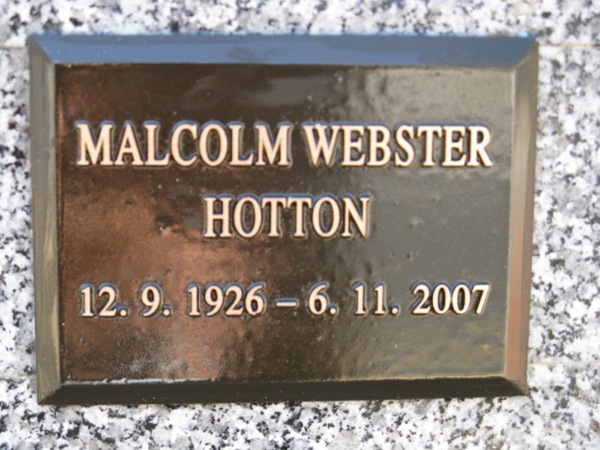 MALCOLM WEBSTER
HOTTON
12. 9. 1926 – 6. 11. 2007